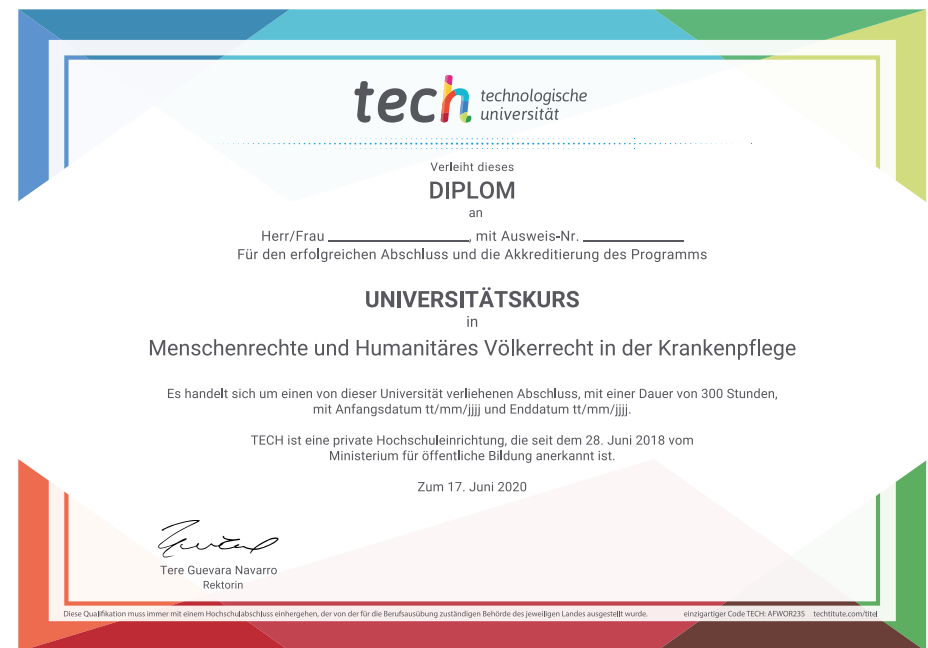 tech technologische
universität
Verleiht dieses
DIPLOM
an
Herr/Frau ____________, mit Ausweis-Nr. ____________
Für den erfolgreichen Abschluss und die Akkreditierung des Programms
UNIVERSITÄTSKURS
in
Menschenrechte und Humanitäres Völkerrecht in der Krankenpflege
Es handelt sich um einen von dieser Universität verliehenen Abschluss, mit einer Dauer von 300 Stunden,
mit Anfangsdatum tt/mm/jjjj und Enddatum tt/mm/jjjj.
TECH ist eine private Hochschuleinrichtung, die seit dem 28. Juni 2018 vom
Ministerium für öffentliche Bildung anerkannt ist.
Zum 17. Juni 2020
Tere Guevara Navarro
Rektorin
Diese Qualifikation muss immer mit einem Hochschulabschluss einhergehen, der von der für die Berufsausübung zuständigen Behörde des jeweiligen Landes ausgestellt wurde. einzigartiger Code TECH: AFWOR23S techtitute.com/titel